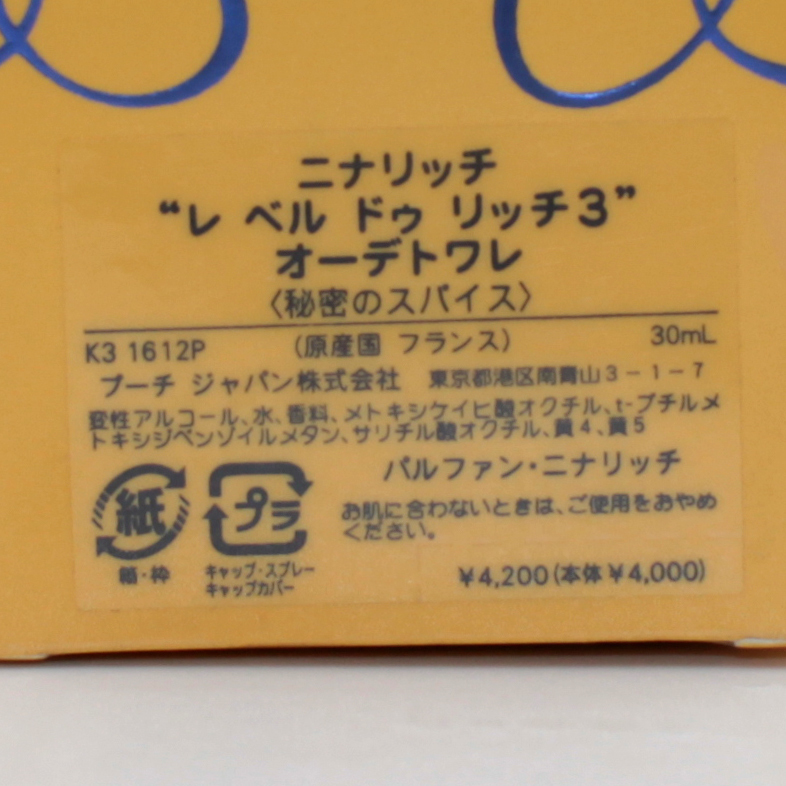 ニナリッチ
“レ ベル ドゥ リッチ3”
オーデトワレ
〈秘密のスパイス〉
K3 1612P （原産国 フランス） 30mL
プーチ ジャパン株式会社 東京都港区南青山3－1－7
変性アルコール、水、香料、メトキシケイヒ酸オクチル、t-ブチルメ
トキシジベンゾイルメタン、サリチル酸オクチル、黄4、黄5
紙
箱・枠
プラ
キャップ・スプレー
キャップカバー
パルファン・ニナリッチ
お肌に合わないときは、ご使用をおやめ
ください。
￥4,200（本体￥4,000）